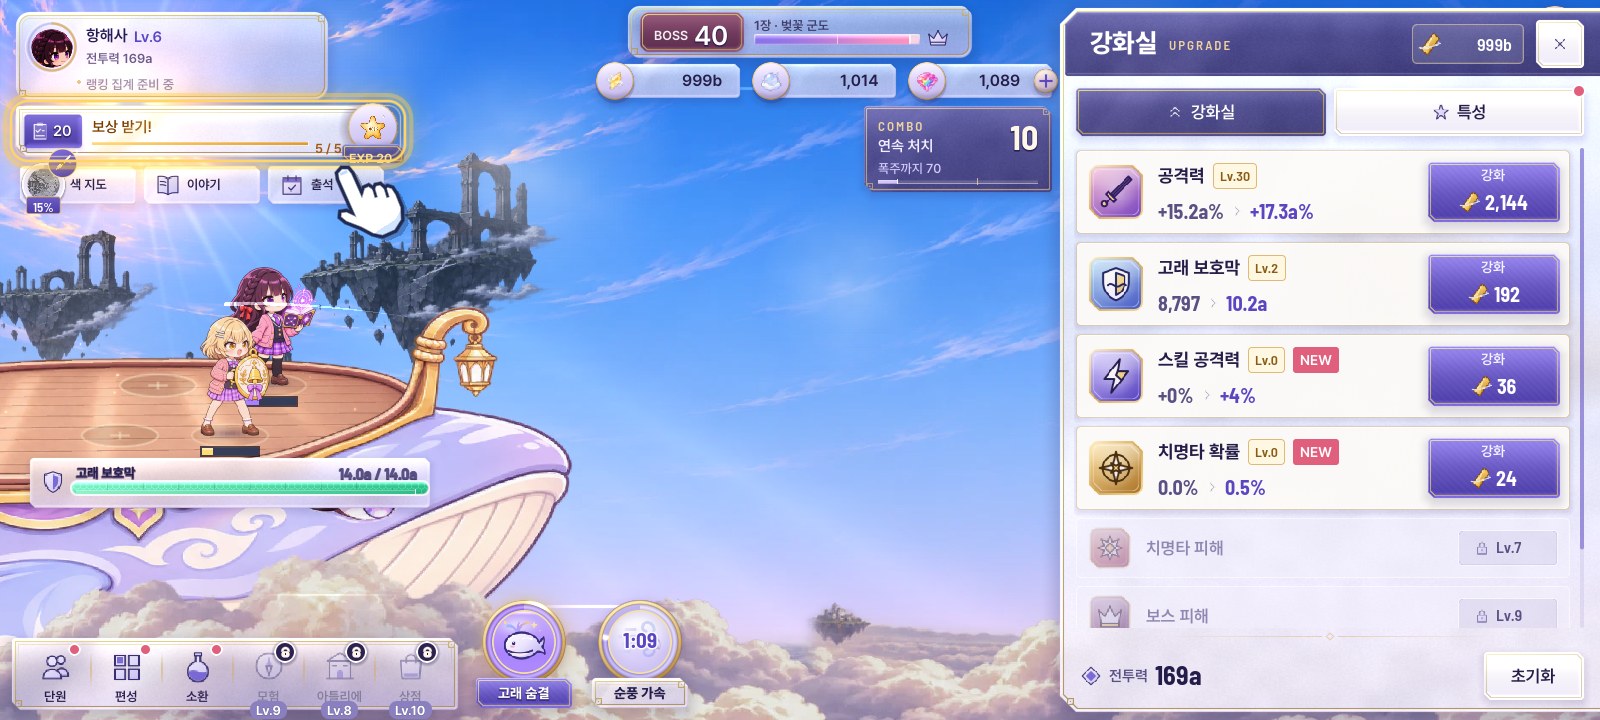 항해사 Lv.6
전투력 169a
랭킹 집계 준비 중
20 보상 받기!
5 / 5
EXP 20
색 지도
이야기
출석
15%
BOSS 40
1장 · 벚꽃 군도
999b
1,014
1,089
COMBO
연속 처치
10
폭주까지 70
고래 보호막
14.0a / 14.0a
단원
편성
소환
모험
Lv.9
아틀리에
Lv.8
상점
Lv.10
고래 숨결
1:09
순풍 가속
강화실 UPGRADE
999b
강화실
특성
공격력 Lv.30
+15.2a% +17.3a%
강화
2,144
고래 보호막 Lv.2
8,797 10.2a
강화
192
스킬 공격력 Lv.0 NEW
+0% +4%
강화
36
치명타 확률 Lv.0 NEW
0.0% 0.5%
강화
24
치명타 피해
Lv.7
보스 피해
Lv.9
전투력 169a
초기화